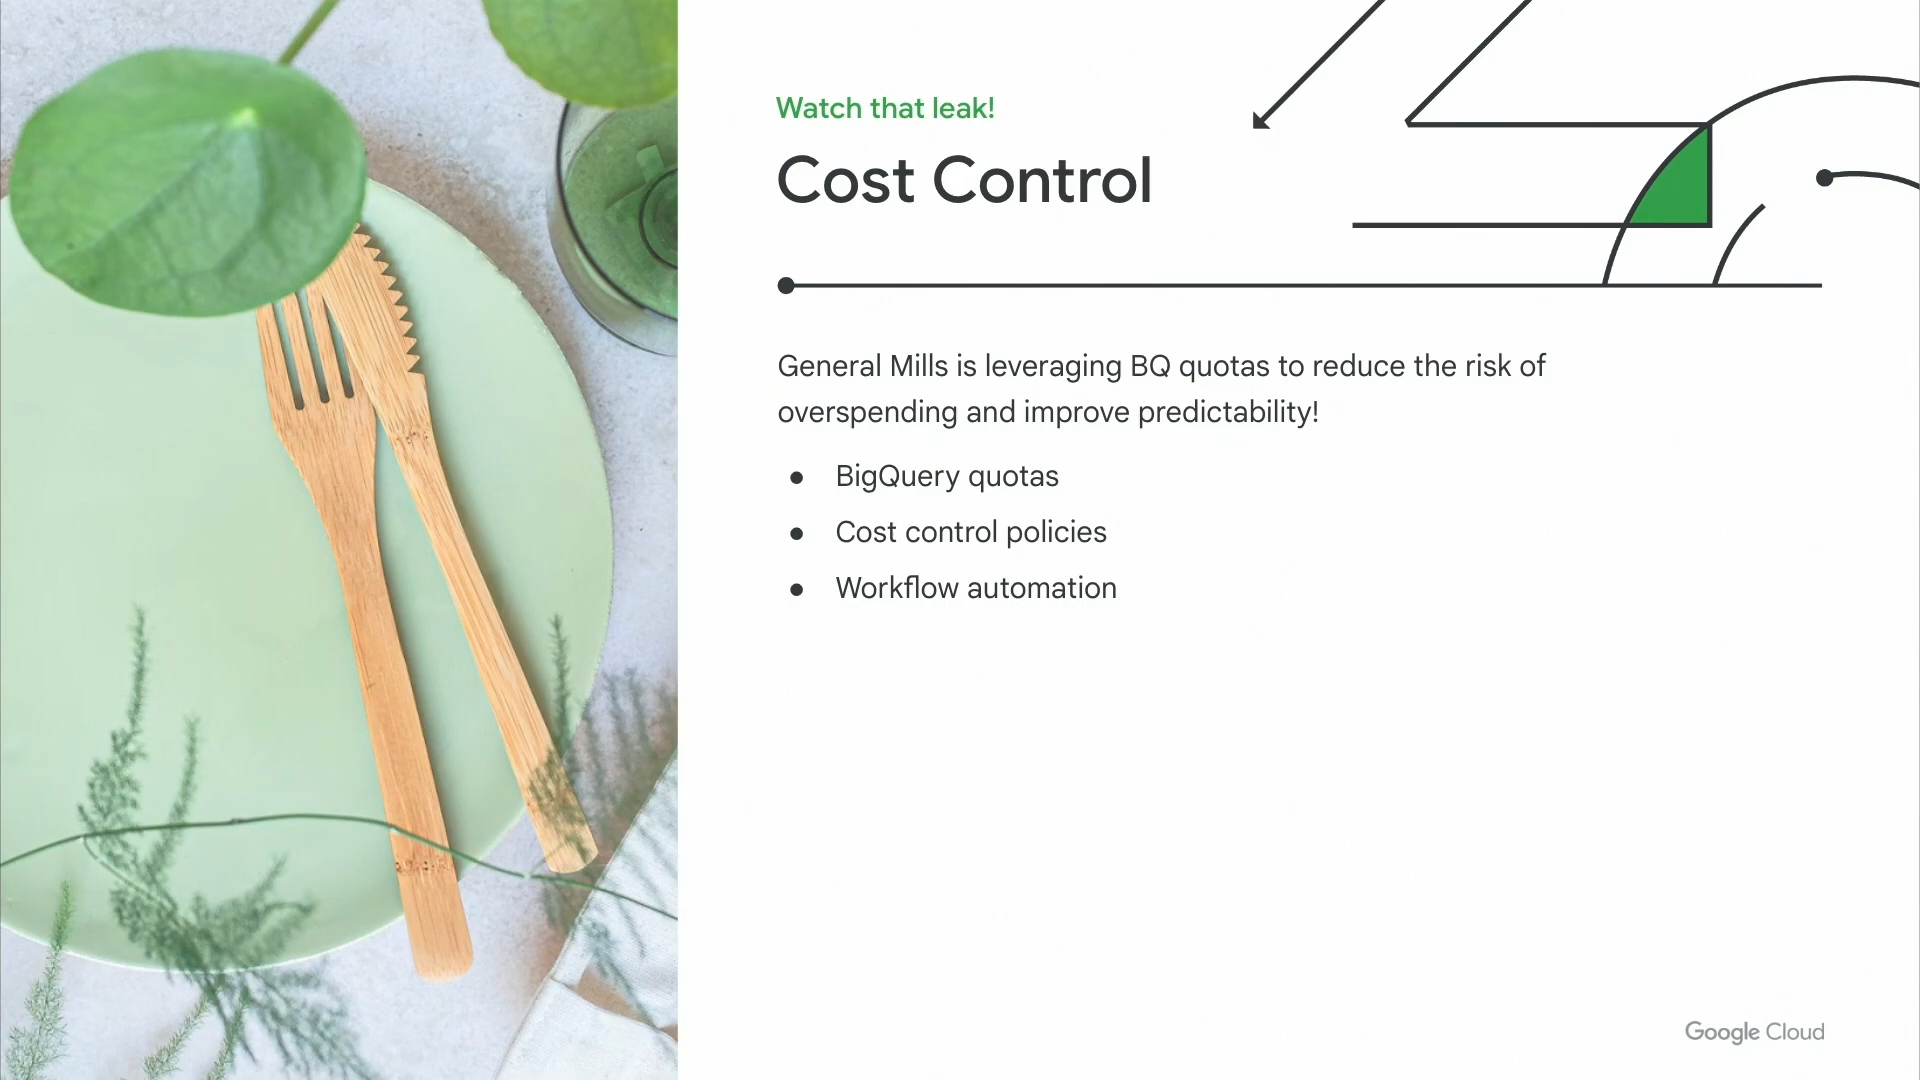 Watch that leak!
Cost Control
General Mills is leveraging BQ quotas to reduce the risk of
overspending and improve predictability!
● BigQuery quotas
● Cost control policies
● Workflow automation
Google Cloud